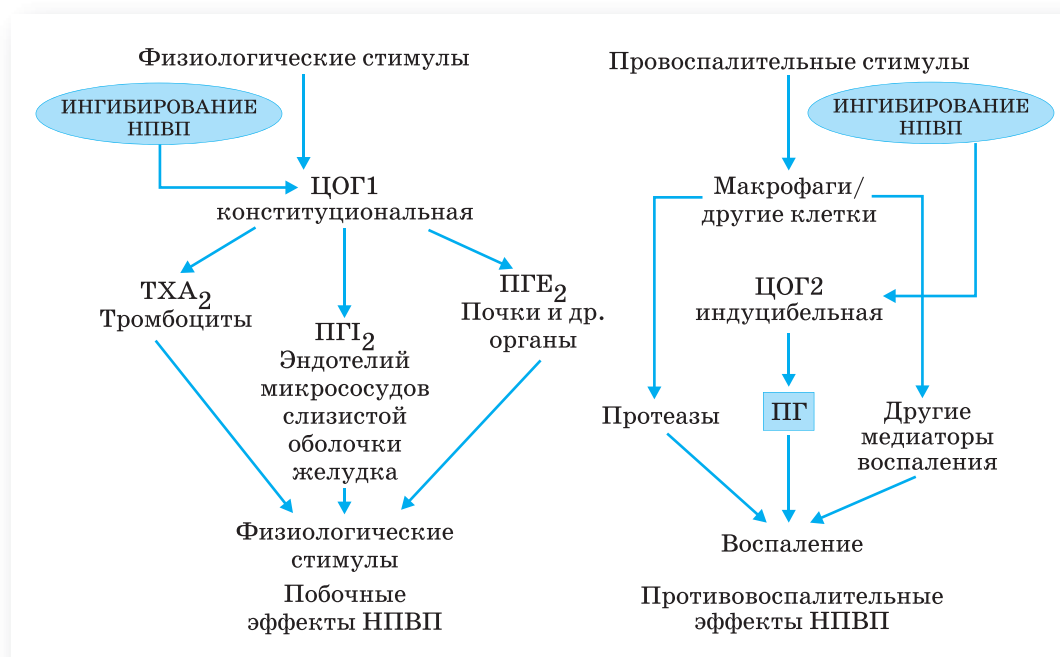 Физиологические стимулы
ИНГИБИРОВАНИЕ
НПВП
ЦОГ1
конституциональная
ТХА2
Тромбоциты
ПГI2
Эндотелий
микрососудов
слизистой
оболочки
желудка
ПГЕ2
Почки и др.
органы
Физиологические
стимулы
Побочные
эффекты НПВП
Провоспалительные стимулы
ИНГИБИРОВАНИЕ
НПВП
Макрофаги/
другие клетки
ЦОГ2
индуцибельная
Протеазы
ПГ
Другие
медиаторы
воспаления
Воспаление
Противовоспалительные
эффекты НПВП